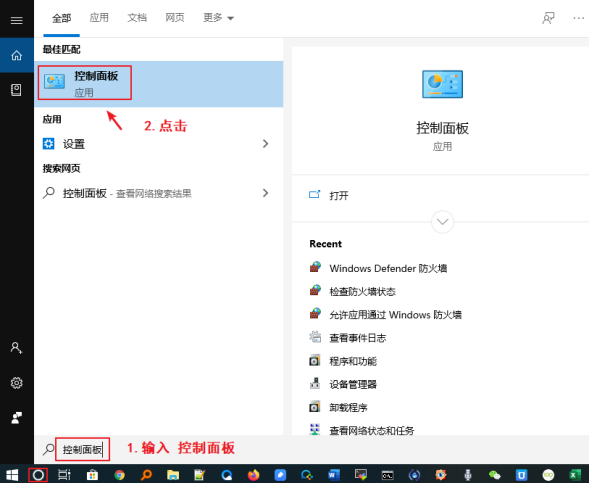 全部 应用 文档 网页 更多
最佳匹配
控制面板
应用
2. 点击
应用
设置
搜索网页
控制面板 - 查看网络搜索结果
控制面板
应用
打开
Recent
Windows Defender 防火墙
检查防火墙状态
允许应用通过 Windows 防火墙
查看事件日志
程序和功能
设备管理器
卸载程序
查看网络状态和任务
控制面板
1. 输入 控制面板